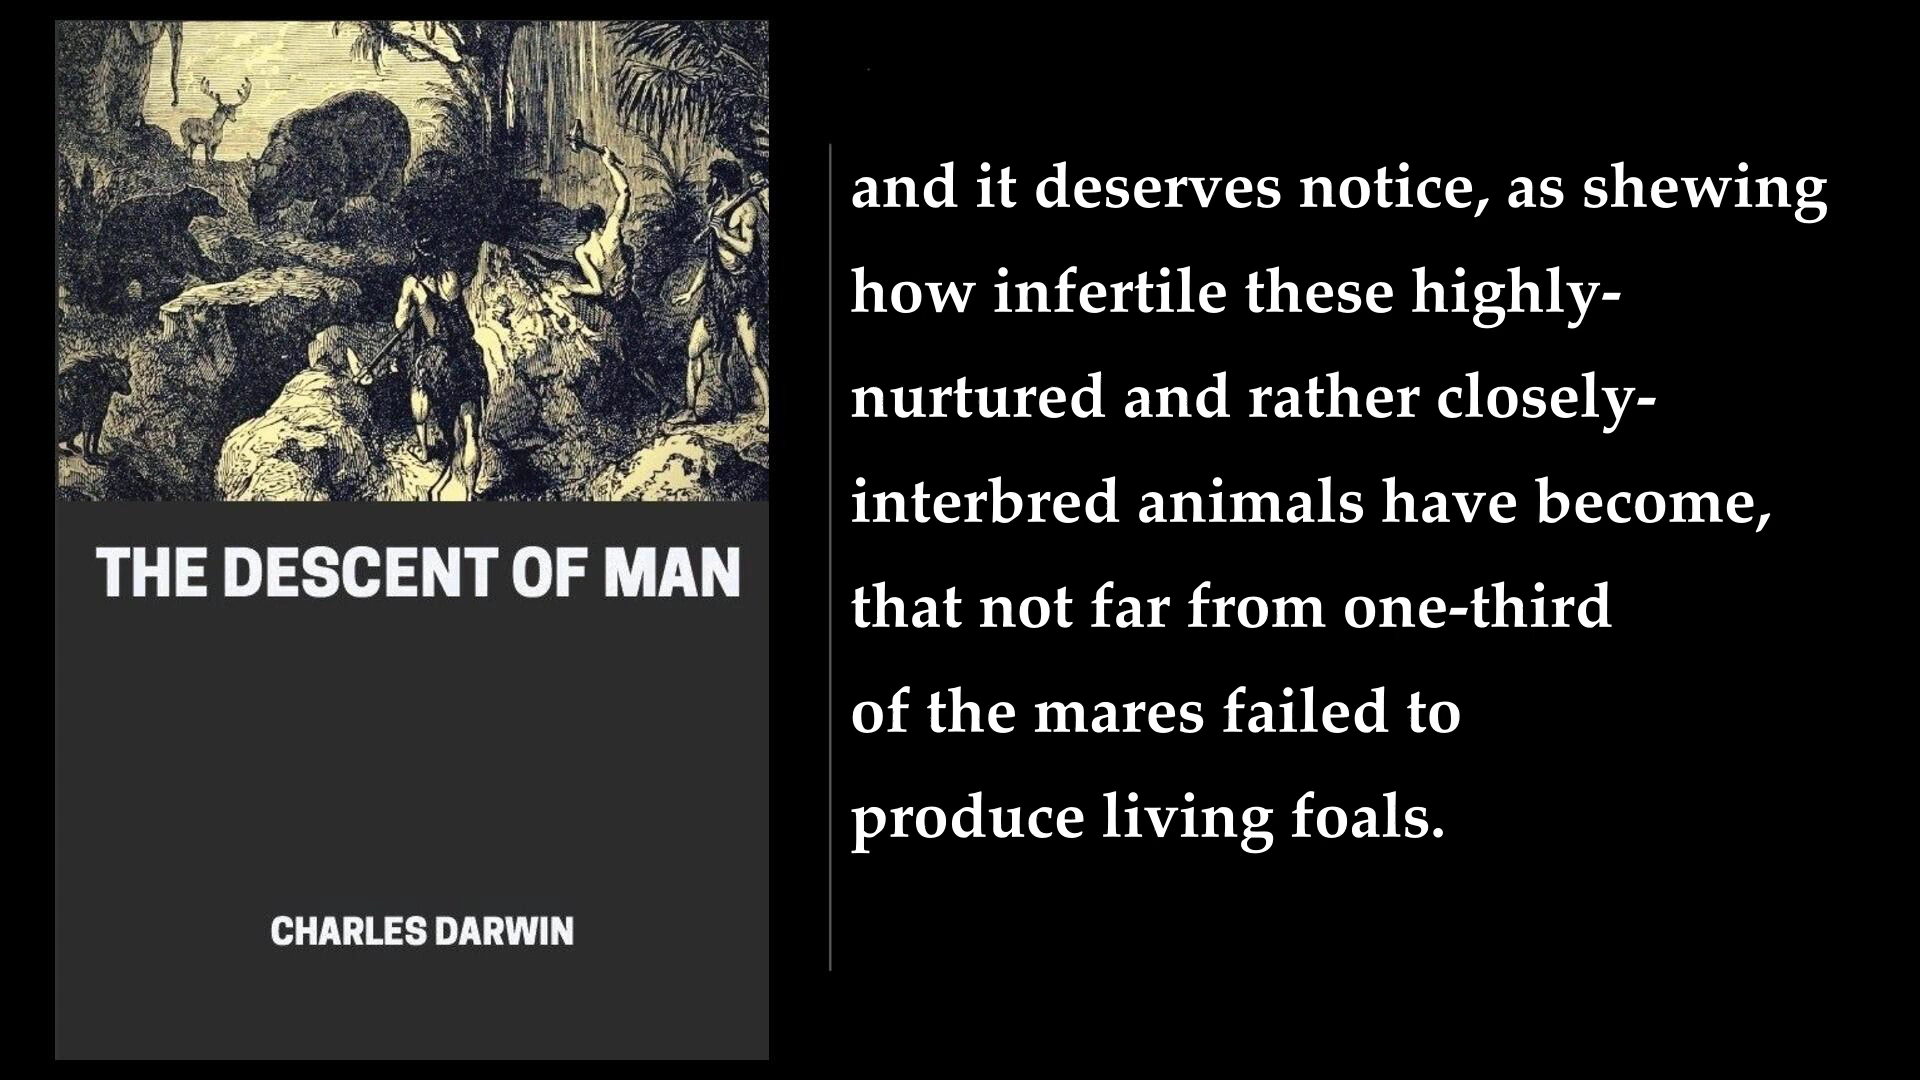 THE DESCENT OF MAN
CHARLES DARWIN
and it deserves notice, as shewing
how infertile these highly-
nurtured and rather closely-
interbred animals have become,
that not far from one-third
of the mares failed to
produce living foals.